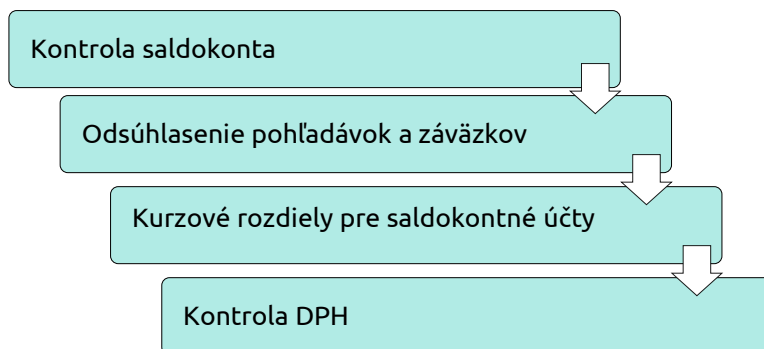 Kontrola saldokonta
Odsúhlasenie pohľadávok a záväzkov
Kurzové rozdiely pre saldokontné účty
Kontrola DPH